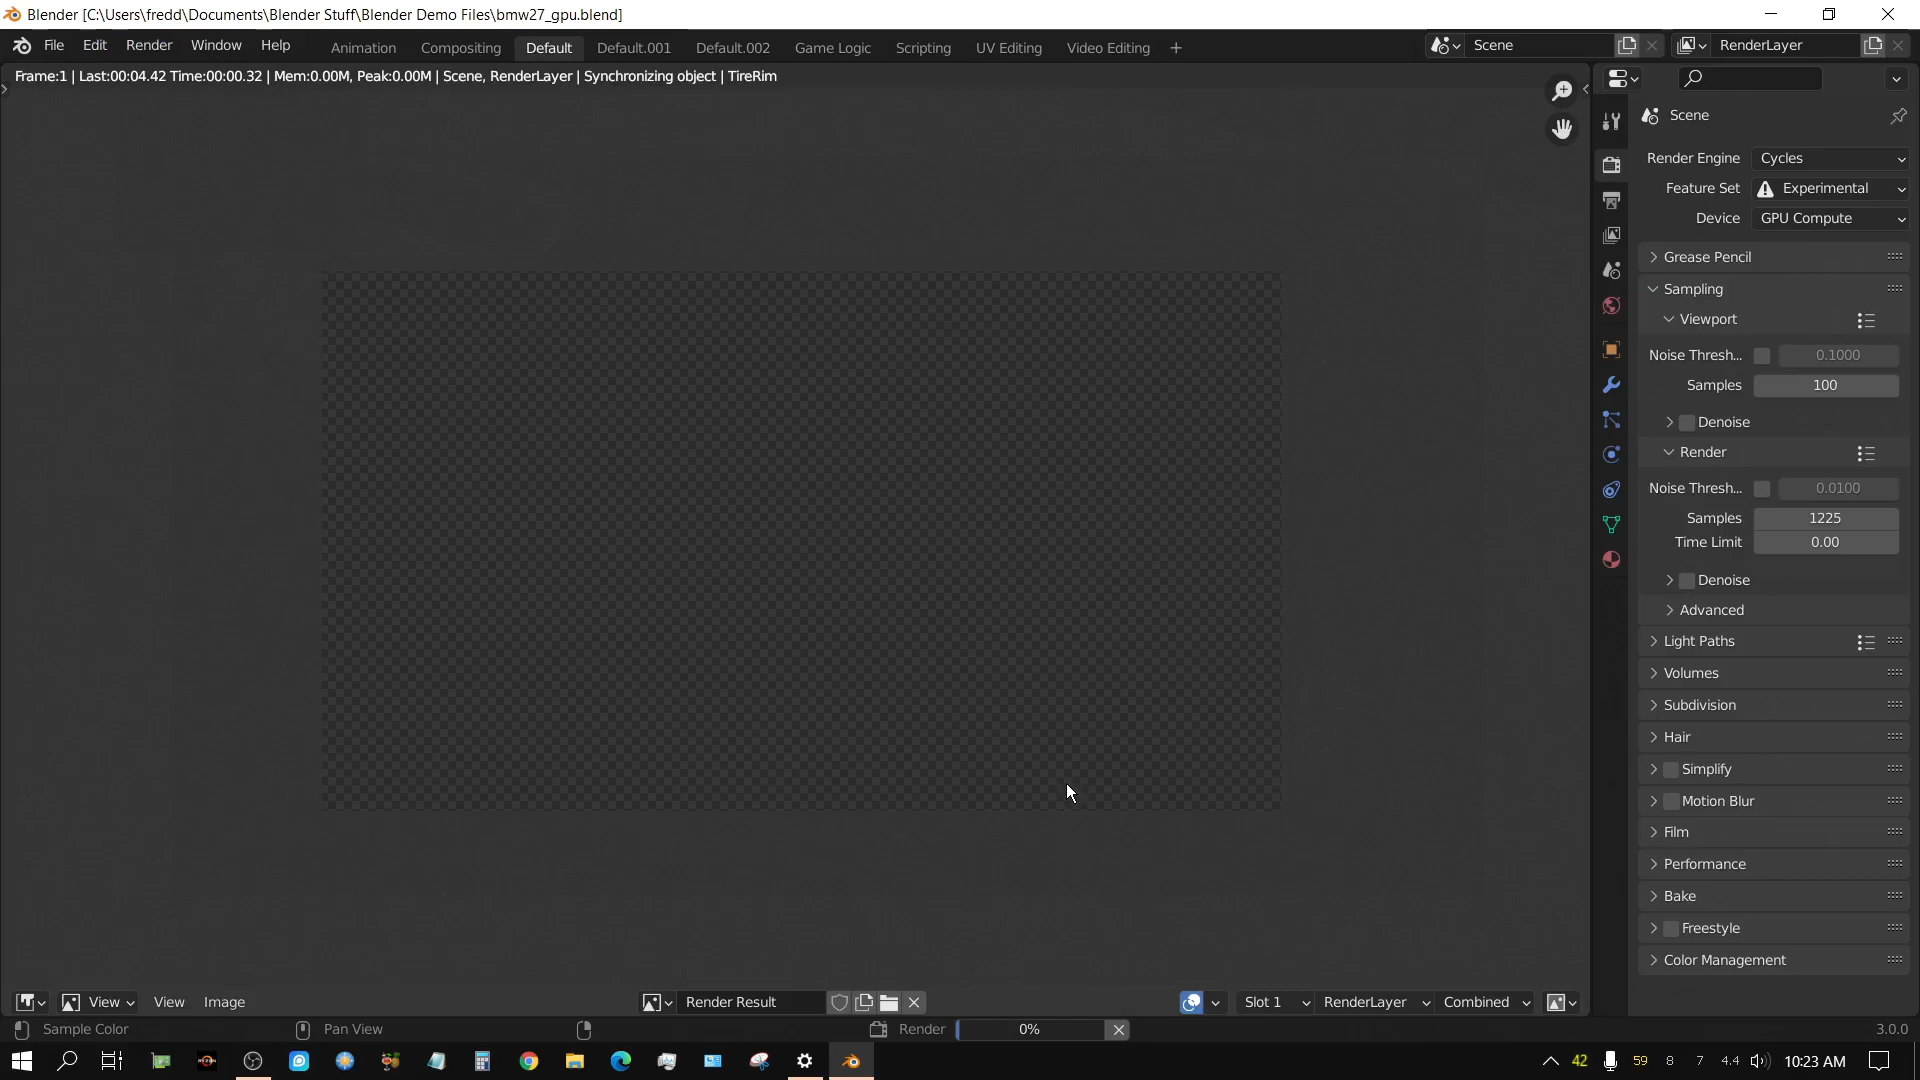 Blender [C:\Users\fredd\Documents\Blender Stuff\Blender Demo Files\bmw27_gpu.blend]
File Edit Render Window Help Animation Compositing Default Default.001 Default.002 Game Logic Scripting UV Editing Video Editing + Scene RenderLayer
Frame:1 | Last:00:04.42 Time:00:00.32 | Mem:0.00M, Peak:0.00M | Scene, RenderLayer | Synchronizing object | TireRim
Scene
Render Engine Cycles
Feature Set Experimental
Device GPU Compute
Grease Pencil
Sampling
Viewport
Noise Thresh... 0.1000
Samples 100
Denoise
Render
Noise Thresh... 0.0100
Samples 1225
Time Limit 0.00
Denoise
Advanced
Light Paths
Volumes
Subdivision
Hair
Simplify
Motion Blur
Film
Performance
Bake
Freestyle
Color Management
View View Image Render Result Slot 1 RenderLayer Combined
Sample Color Pan View Render 0% 3.0.0
RYZEN 42 59 8 7 4.4 10:23 AM